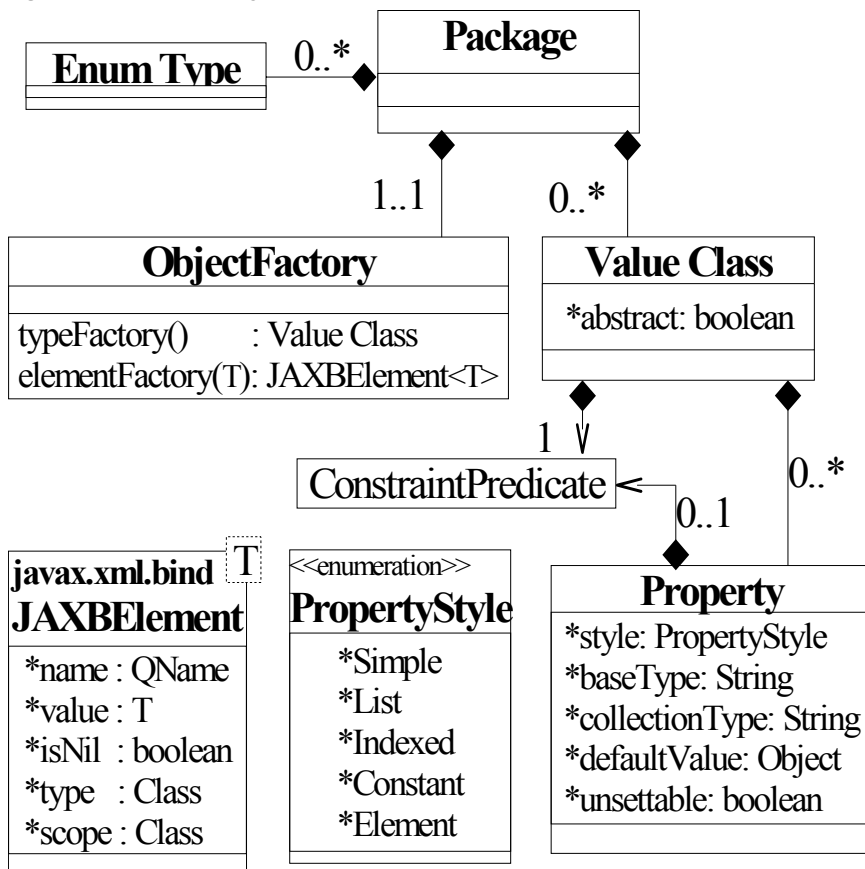 Package
Enum Type
0..*
1..1
0..*
ObjectFactory
typeFactory() : Value Class
elementFactory(T): JAXBElement<T>
Value Class
*abstract: boolean
1
ConstraintPredicate
0..1
0..*
javax.xml.bind
T
JAXBElement
*name : QName
*value : T
*isNil : boolean
*type : Class
*scope : Class
<<enumeration>>
PropertyStyle
*Simple
*List
*Indexed
*Constant
*Element
Property
*style: PropertyStyle
*baseType: String
*collectionType: String
*defaultValue: Object
*unsettable: boolean